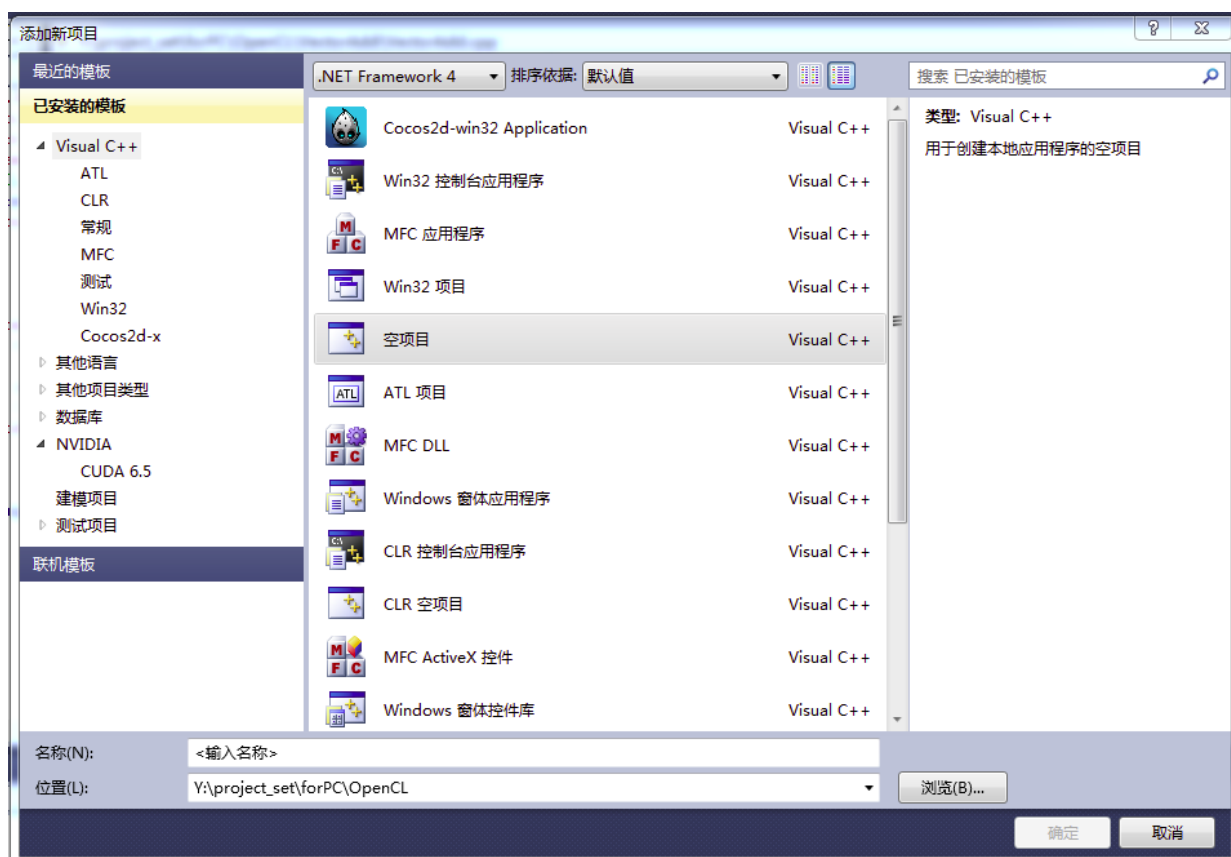 添加新项目
最近的模板
已安装的模板
Visual C++
ATL
CLR
常规
MFC
测试
Win32
Cocos2d-x
其他语言
其他项目类型
数据库
NVIDIA
CUDA 6.5
建模项目
测试项目
联机模板
.NET Framework 4 排序依据: 默认值
Cocos2d-win32 Application Visual C++
Win32 控制台应用程序 Visual C++
MFC 应用程序 Visual C++
Win32 项目 Visual C++
空项目 Visual C++
ATL 项目 Visual C++
MFC DLL Visual C++
Windows 窗体应用程序 Visual C++
CLR 控制台应用程序 Visual C++
CLR 空项目 Visual C++
MFC ActiveX 控件 Visual C++
Windows 窗体控件库 Visual C++
搜索 已安装的模板
类型: Visual C++
用于创建本地应用程序的空项目
名称(N): <输入名称>
位置(L): Y:\project_set\forPC\OpenCL 浏览(B)...
确定 取消